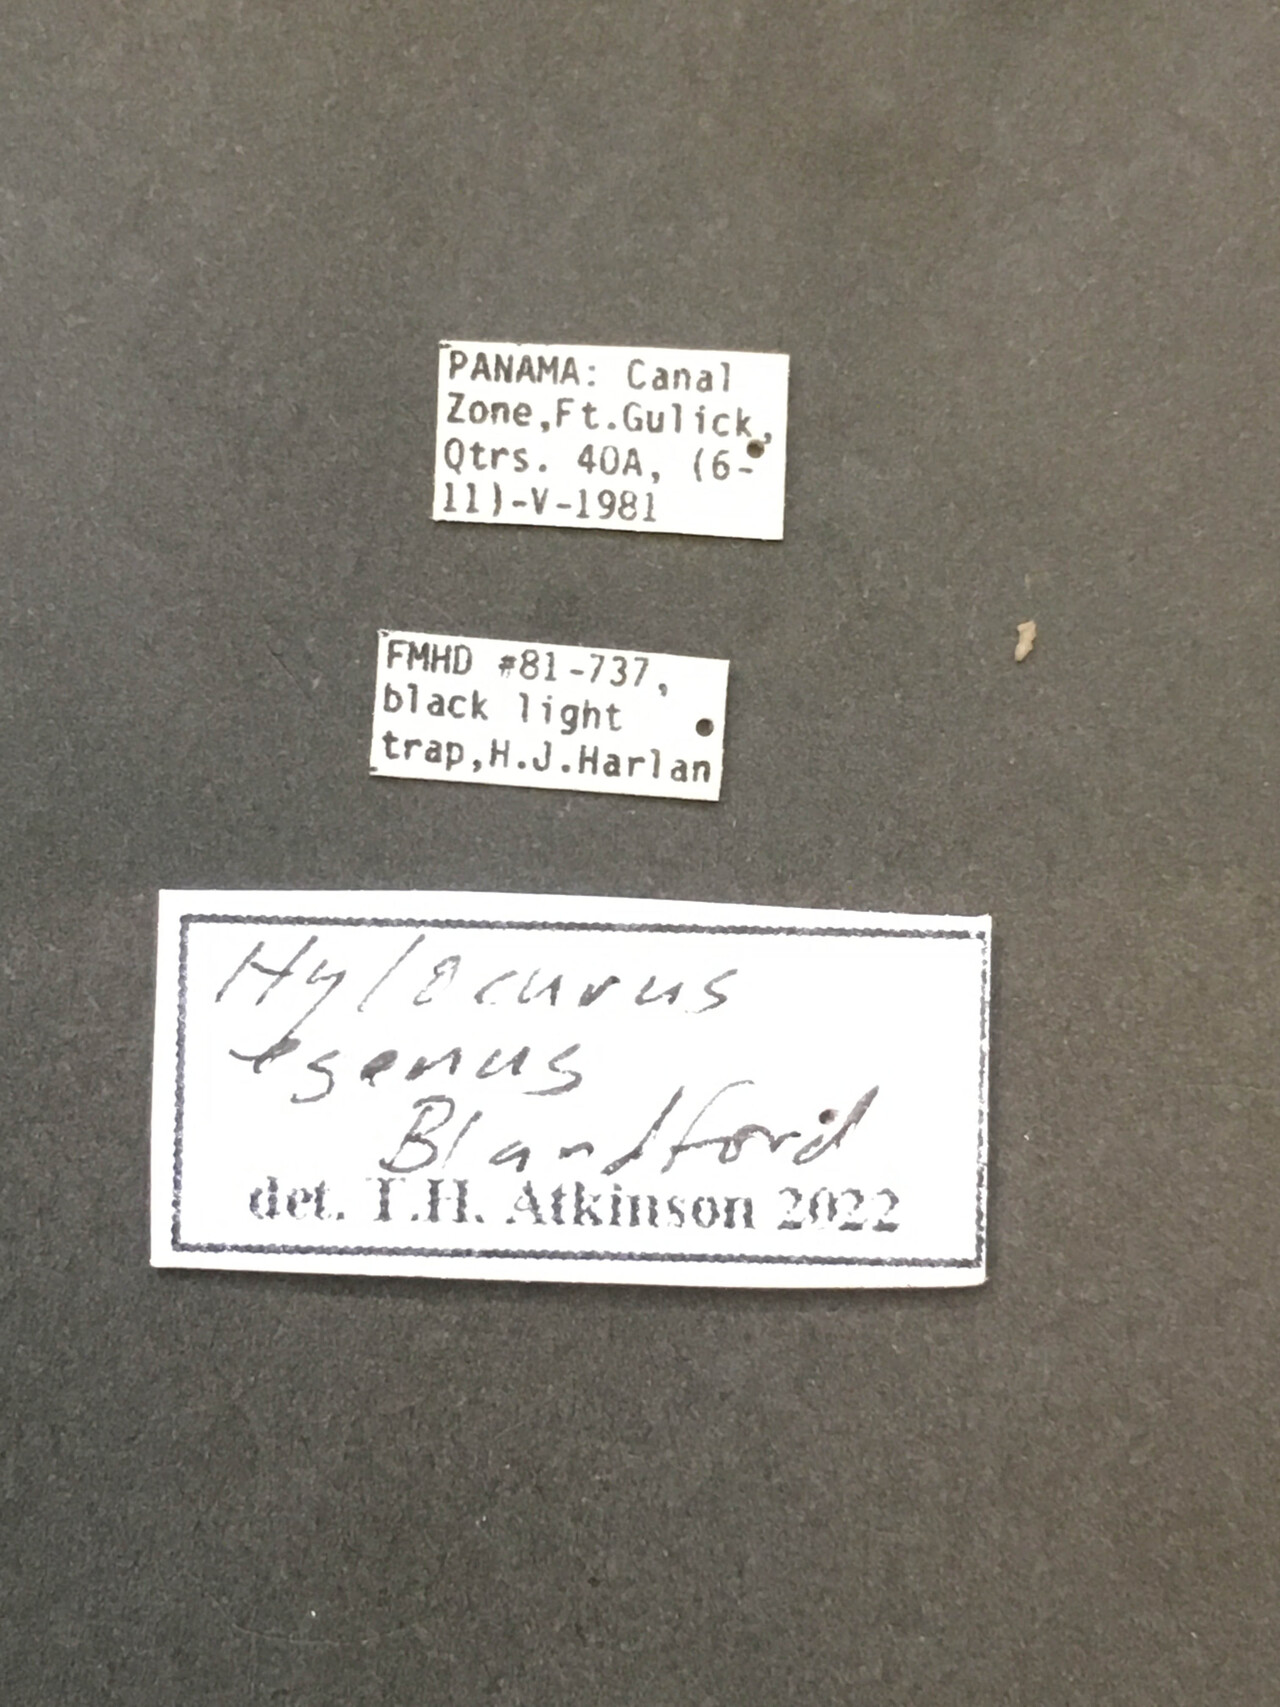 PANAMA: Canal
Zone,Ft.Gulick,
Qtrs. 40A, (6-
11)-V-1981
FMHD #81-737,
black light
trap,H.J.Harlan
Hylocurus
egenus
Blandford
det. T.H. Atkinson 2022